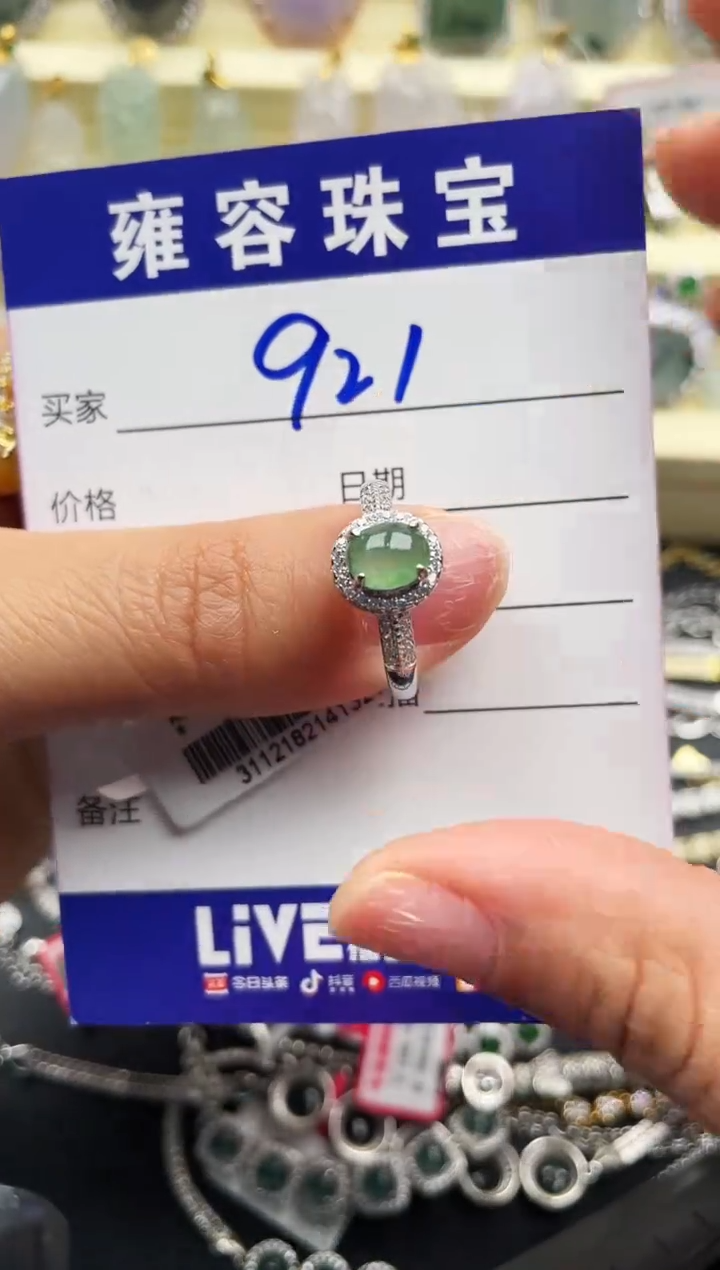 雍容珠宝
买家 921
价格 日期
备注
LiVE
今日头条 抖音 西瓜视频